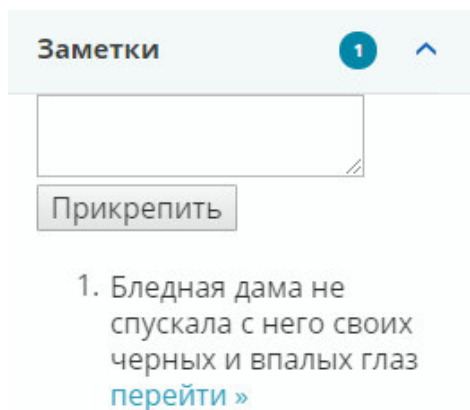 Заметки 1
Прикрепить
1. Бледная дама не
спускала с него своих
черных и впалых глаз
перейти »